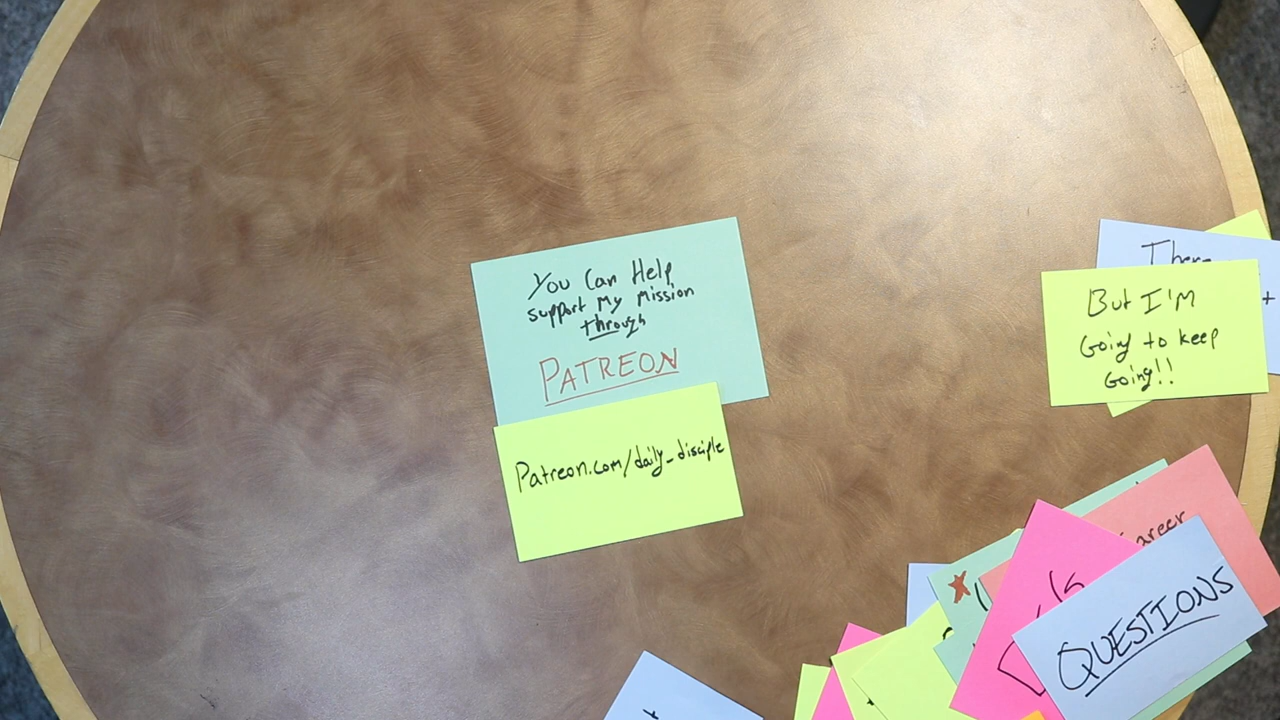 You Can Help
support My Mission
through
PATREON
Patreon.com/daily_disciple
But I'M
Going to keep
Going!!
QUESTIONS